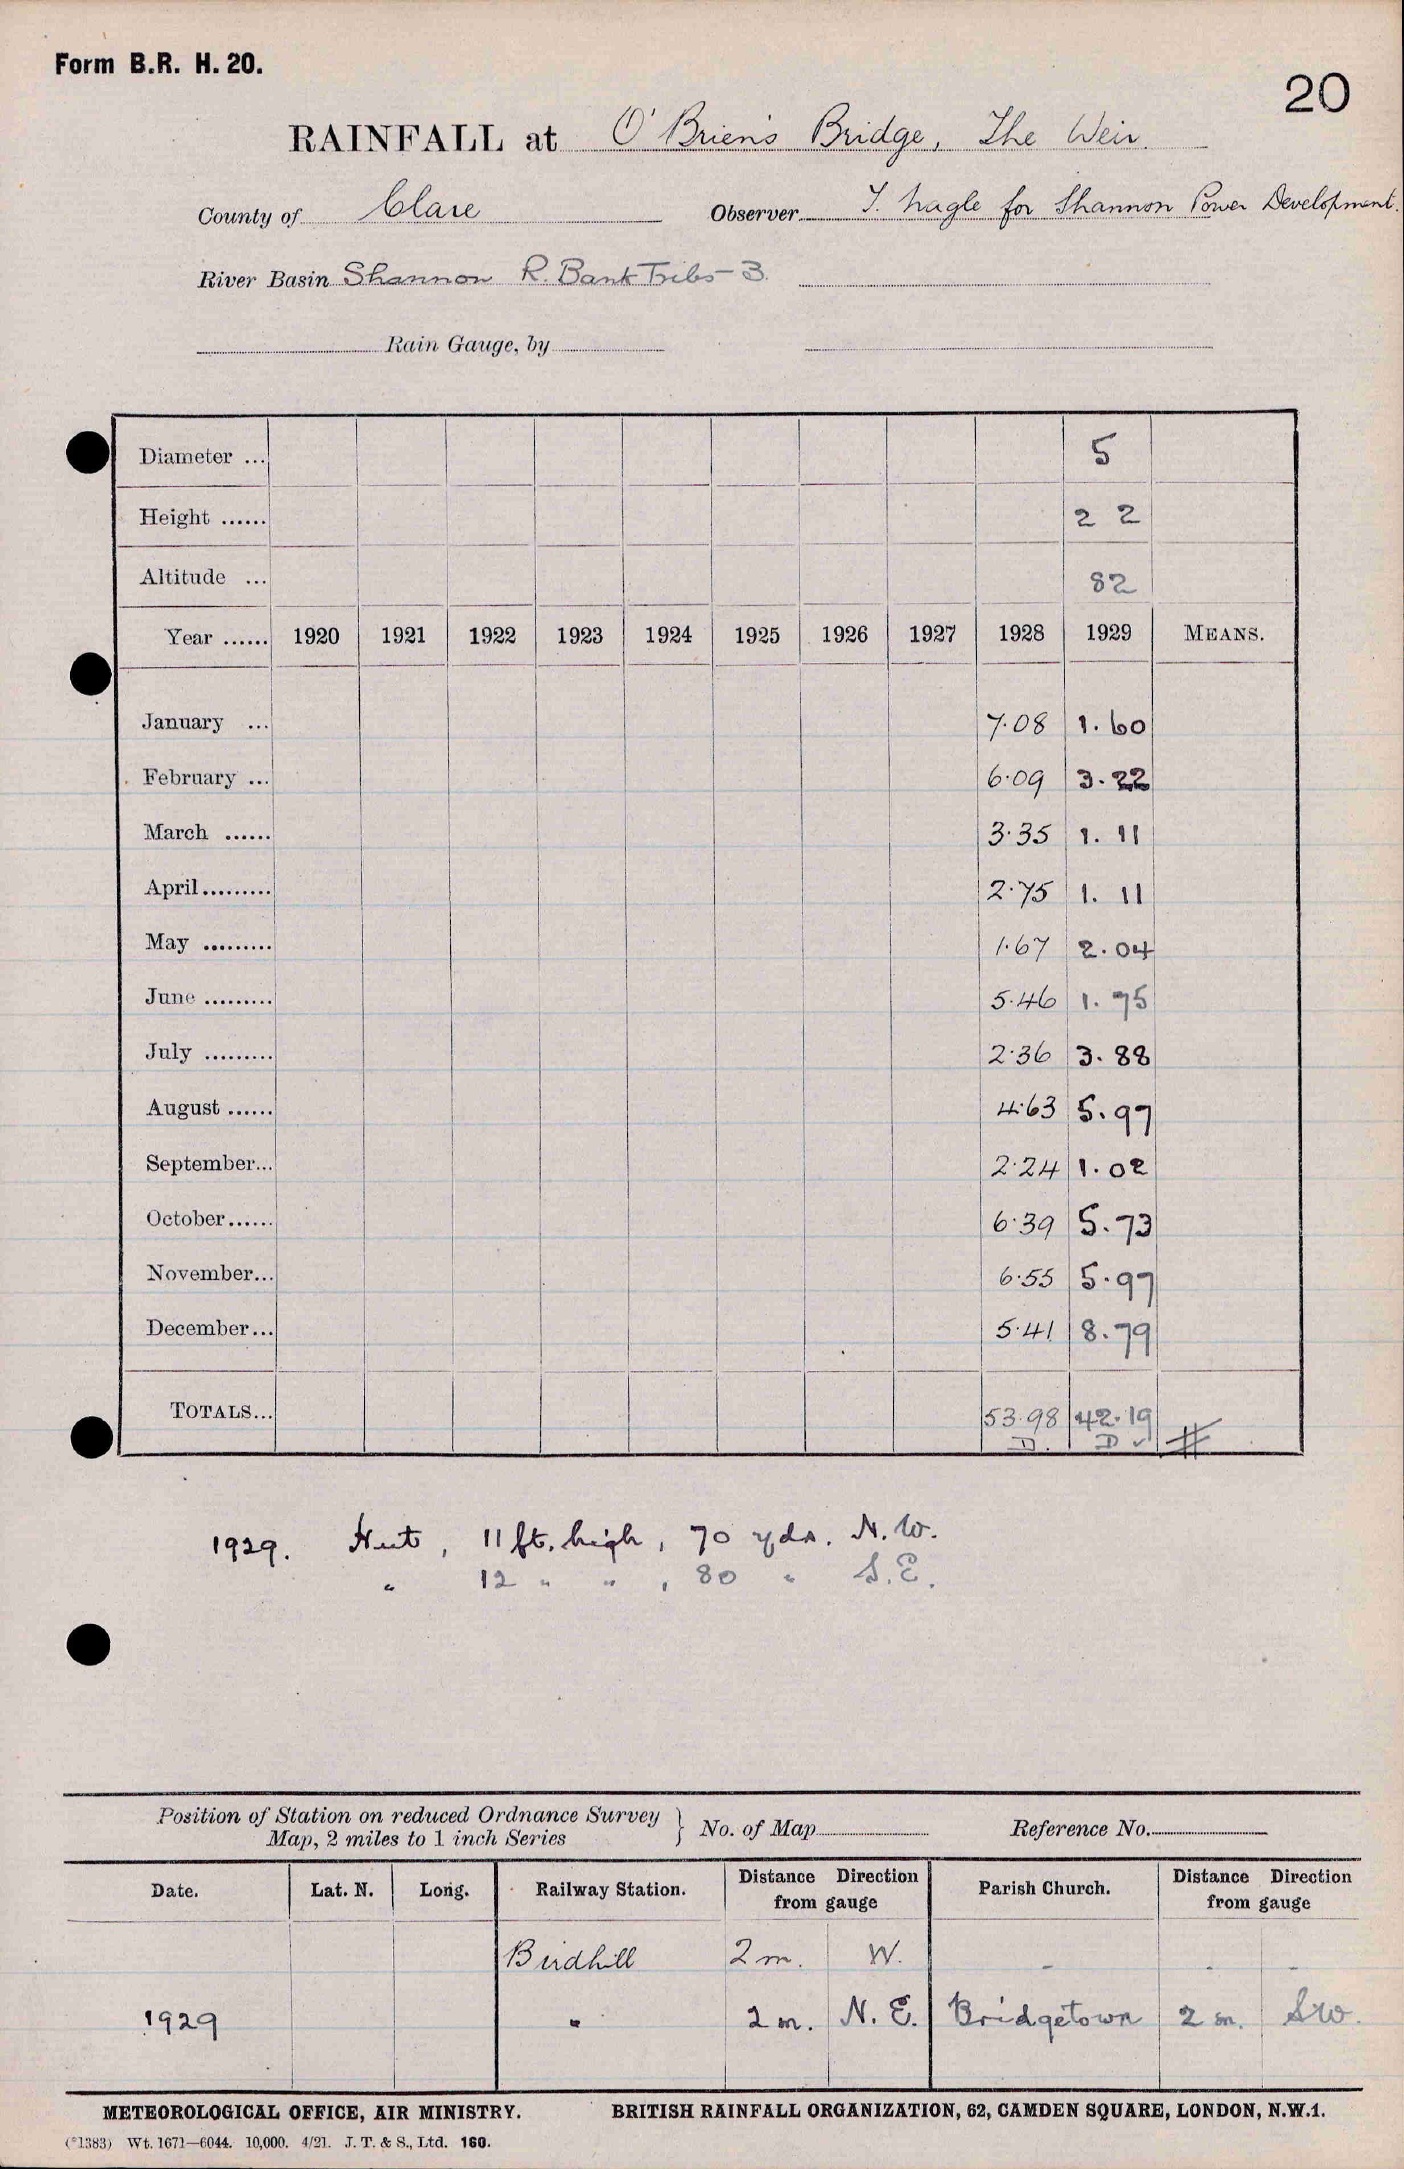 Form B.R. H. 20.
20
RAINFALL at O'Brien's Bridge, The Weir.
County of Clare Observer T. Nagle for Shannon Power Development.
River Basin Shannon R. Bank Tribs - 3.
Rain Gauge, by
Diameter ... 5
Height ...... 2 2
Altitude ... 82
Year ...... 1920 1921 1922 1923 1924 1925 1926 1927 1928 1929 MEANS.
January ... 7.08 1.60
February ... 6.09 3.22
March ...... 3.35 1.11
April ......... 2.75 1.11
May ......... 1.67 2.04
June ......... 5.46 1.75
July ......... 2.36 3.88
August ...... 4.63 5.97
September... 2.24 1.02
October...... 6.39 5.73
November... 6.55 5.97
December... 5.41 8.79
TOTALS... 53.98 42.19
D. D ✓ #
1929. Hut, 11 ft. high, 70 yds. N.W.
" 12 " " , 80 " S.E.
Position of Station on reduced Ordnance Survey
Map, 2 miles to 1 inch Series } No. of Map Reference No.
Date. Lat. N. Long. Railway Station. Distance Direction from gauge Parish Church. Distance Direction from gauge
Birdhill 2 m. W. - - -
1929 " 2 m. N.E. Bridgetown 2 m. SW.
METEOROLOGICAL OFFICE, AIR MINISTRY. BRITISH RAINFALL ORGANIZATION, 62, CAMDEN SQUARE, LONDON, N.W.1.
(*1383) Wt. 1671—6044. 10,000. 4/21. J. T. & S., Ltd. 160.